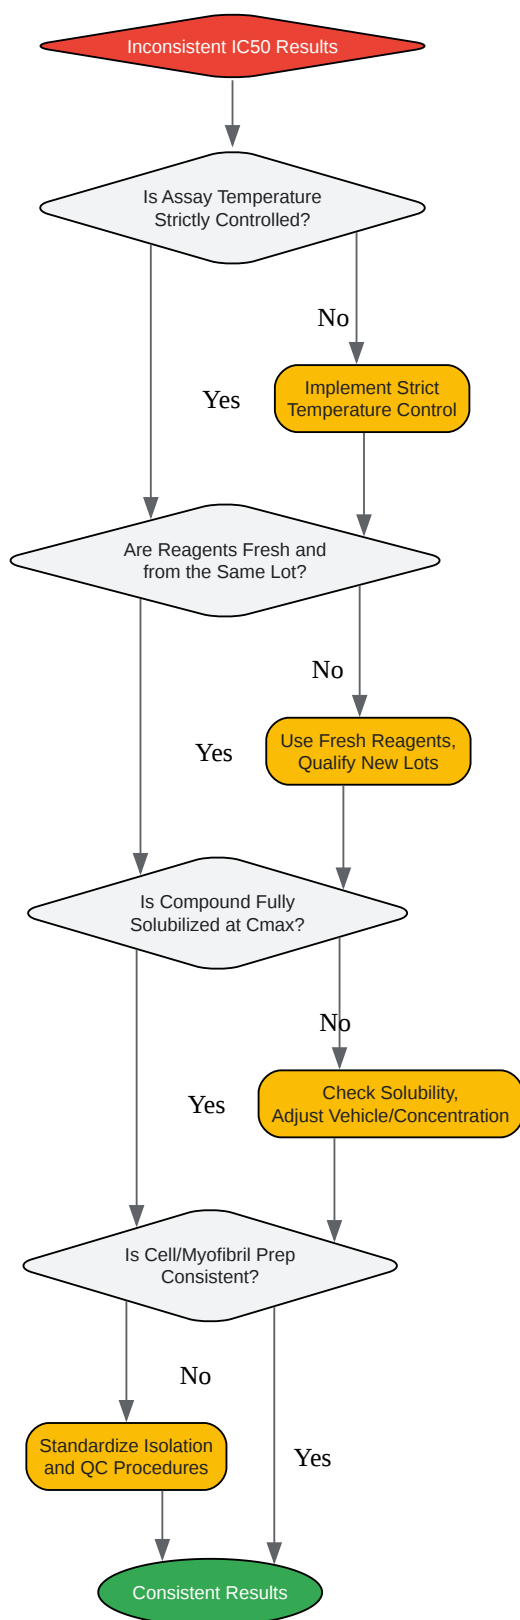 Inconsistent IC50 Results
Is Assay Temperature
Strictly Controlled?
No
Yes
Implement Strict
Temperature Control
Are Reagents Fresh and
from the Same Lot?
No
Yes
Use Fresh Reagents,
Qualify New Lots
Is Compound Fully
Solubilized at Cmax?
No
Yes
Check Solubility,
Adjust Vehicle/Concentration
Is Cell/Myofibril Prep
Consistent?
No
Standardize Isolation
and QC Procedures
Yes
Consistent Results